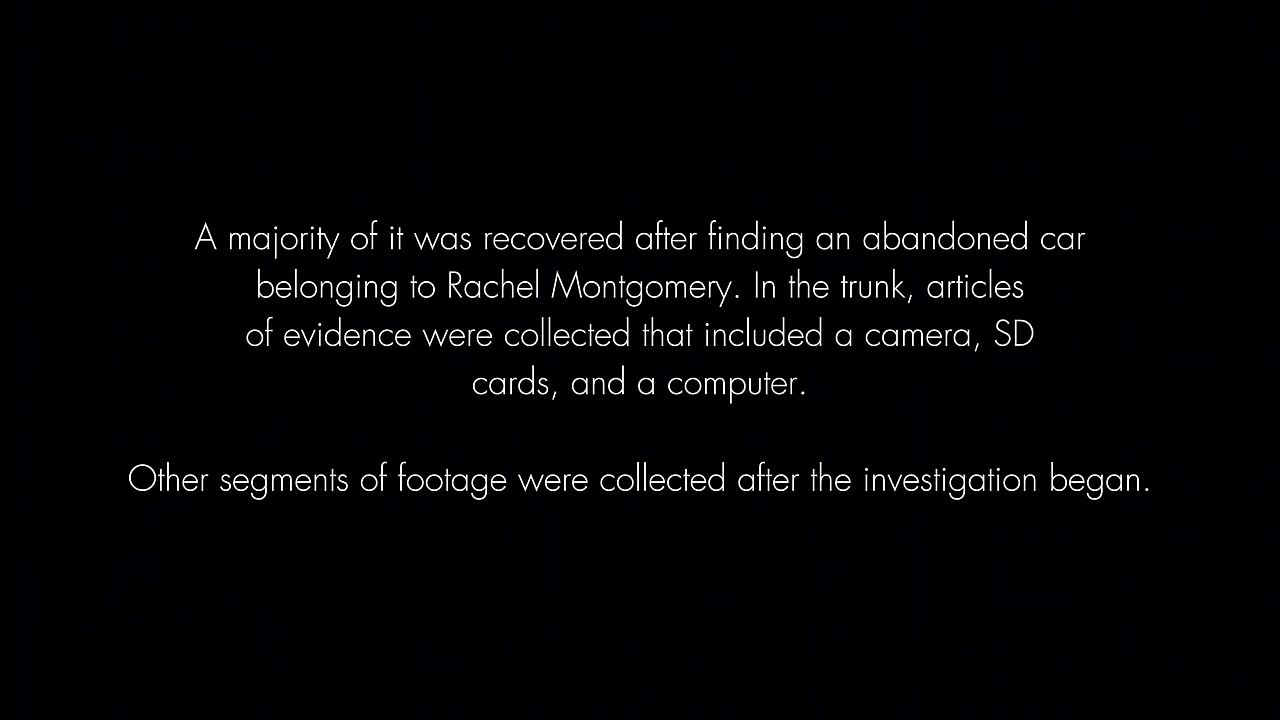 A majority of it was recovered after finding an abandoned car
belonging to Rachel Montgomery. In the trunk, articles
of evidence were collected that included a camera, SD
cards, and a computer.
Other segments of footage were collected after the investigation began.